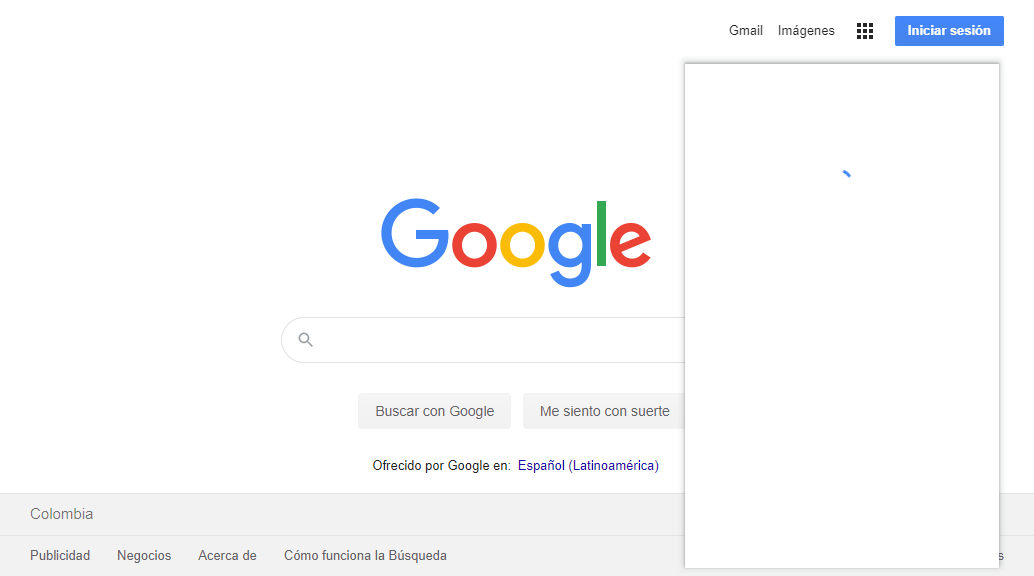 Gmail Imágenes Iniciar sesión
Google
Buscar con Google Me siento con suerte
Ofrecido por Google en: Español (Latinoamérica)
Colombia
Publicidad Negocios Acerca de Cómo funciona la Búsqueda